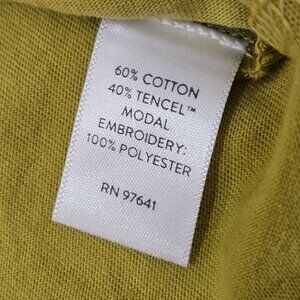 60% COTTON
40% TENCEL™
MODAL
EMBROIDERY:
100% POLYESTER
RN 97641